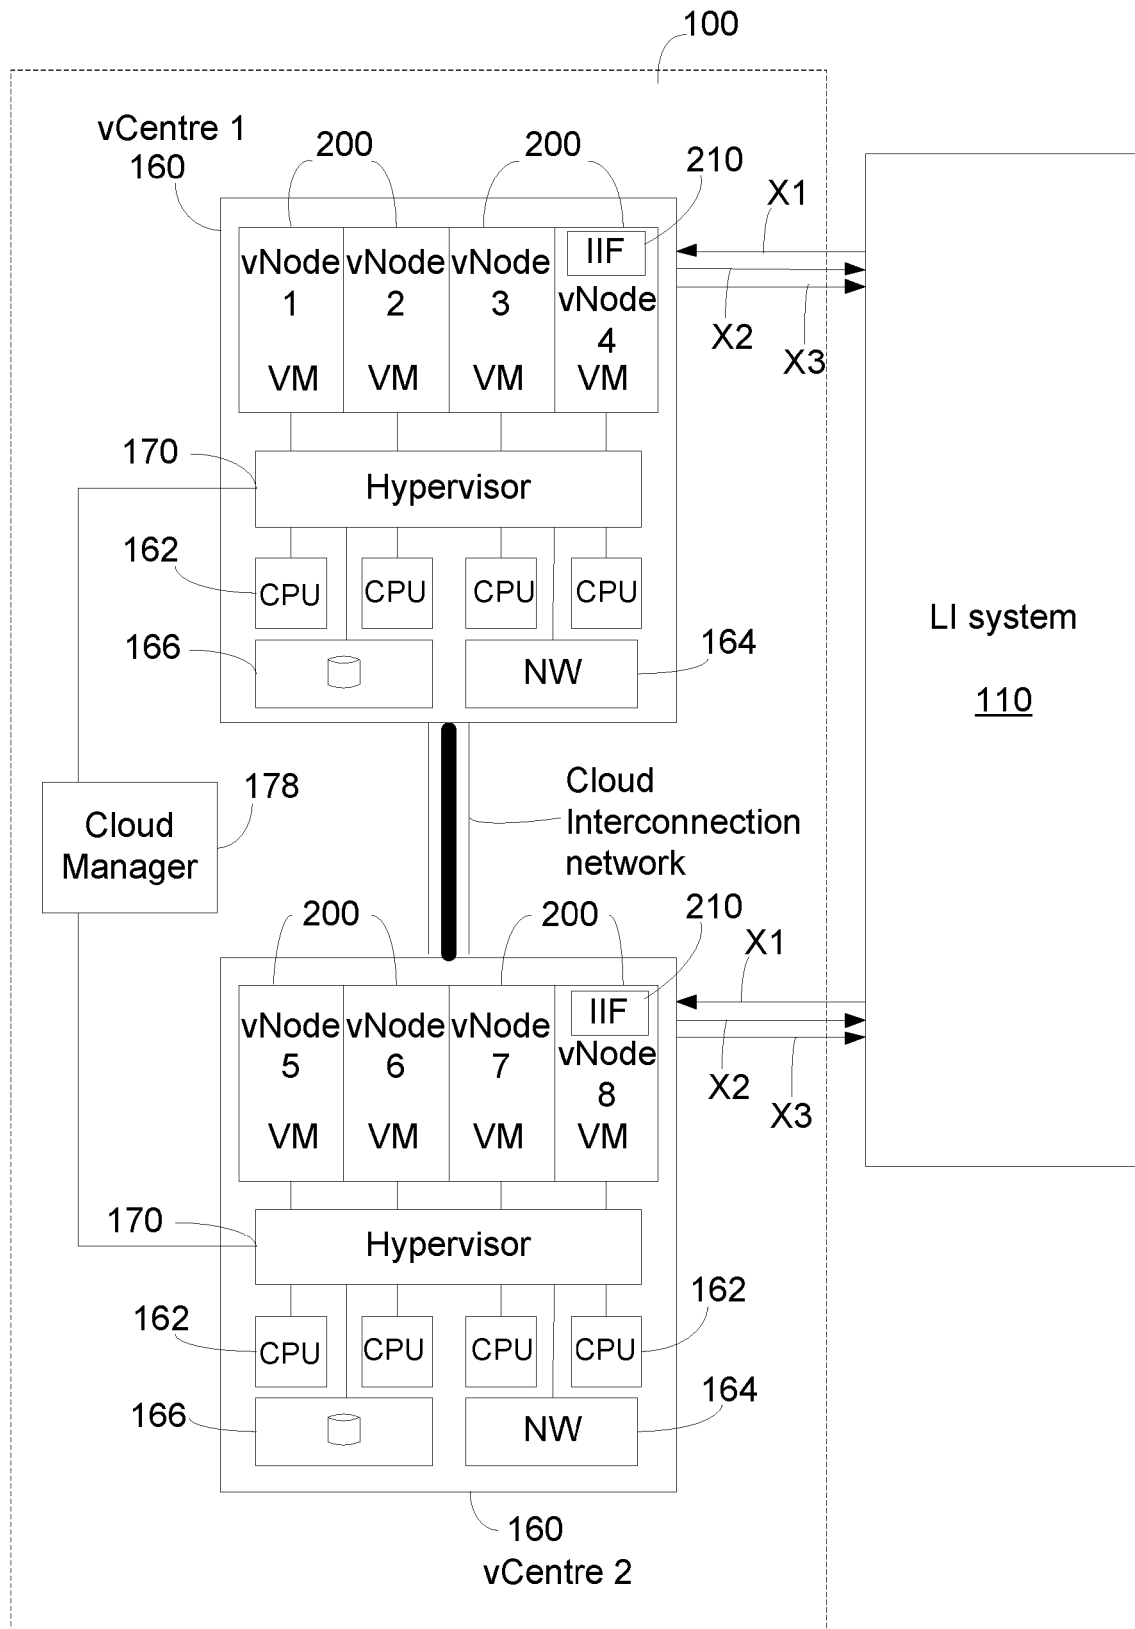 100
vCentre 1
160
200
200
210
X1
IIF
vNode
1
vNode
2
vNode
3
vNode
4
X2
X3
VM
VM
VM
VM
170
Hypervisor
162
CPU
CPU
CPU
CPU
LI system
110
166
NW
164
178
Cloud
Manager
Cloud
Interconnection
network
200
200
210
X1
IIF
vNode
5
vNode
6
vNode
7
vNode
8
X2
X3
VM
VM
VM
VM
170
Hypervisor
162
CPU
CPU
CPU
CPU
162
166
NW
164
160
vCentre 2